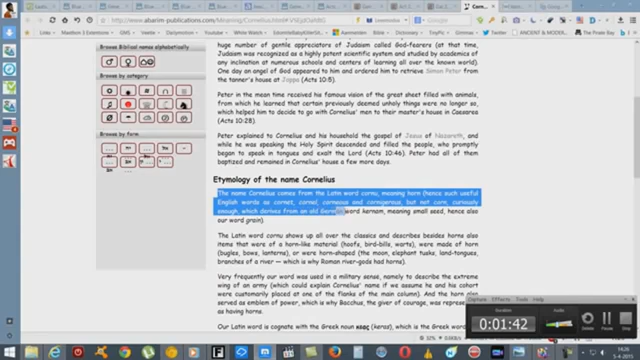 www.abarim-publications.com/Meaning/Cornelius.html
Browse Biblical names alphabetically
Browse by category
Browse by form
huge number of gentile appreciators of Judaism called God-fearers (at that time,
Judaism was recognized as a highly potent scientific system and studied by academics of
any inclination at numerous schools and centers of learning all over the known world).
One day an angel of God appeared to him and ordered him to retrieve Simon Peter from
the tanner's house at Joppa (Acts 10:5).
Peter in the mean time received his famous vision of the great sheet filled with animals,
from which he learned that certain previously deemed unholy things were no longer so,
which helped him to decide to go with Cornelius' men to their master's house in Caesarea
(Acts 10:28).
Peter explained to Cornelius and his household the gospel of Jesus of Nazareth, and
while he was speaking the Holy Spirit descended and filled the people, who promptly
began to speak in tongues and exalt the Lord (Acts 10:46). Peter had all of them
baptized and remained in Cornelius' house a few more days.
Etymology of the name Cornelius
The name Cornelius comes from the Latin word cornu, meaning horn (hence such useful
English words as cornet, cornol, corneous and cornigerous, but not corn, curiously
enough, which derives from an old German word kernam, meaning small seed, hence also
our word grain).
The Latin word cornu shows up all over the classics and describes besides horns also
items that were of a horn-like material (hoofs, bird-bills, warts), were made of horn
(bugles, bows, lanterns), or were horn-shaped (the moon, elephant tusks, land-tongues,
branches of a river — which is why Roman river-gods had horns).
Very frequently our word was used in a military sense, namely to describe the extreme
wing of an army (which could explain Cornelius' name if we assume he and his cohort
were customarily placed at one of the flanks of the main column). And the horn also
served as emblem of power, which is why Bacchus, the giver of courage, was represented
as having horns.
Our Latin word is cognate with the Greek noun κερας (keras), which is the Greek word
Capture Effects Tools Help
Duration
0:01:42
Audio
Delete
Pause
Stop
14:26